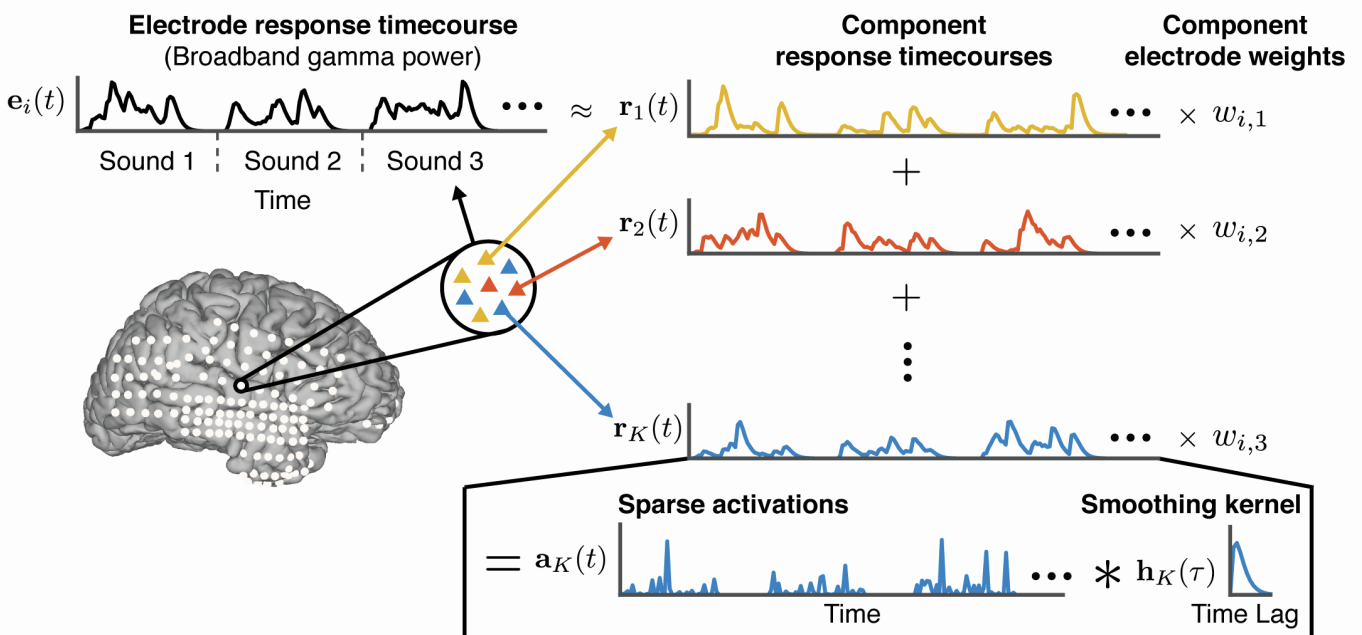 Electrode response timecourse
(Broadband gamma power)
Component
response timecourses
Component
electrode weights
e_i(t)
Sound 1
Sound 2
Sound 3
Time
•••
≈
r_1(t)
•••
× w_{i,1}
+
r_2(t)
•••
× w_{i,2}
+
⋮
r_K(t)
•••
× w_{i,3}
Sparse activations
Smoothing kernel
= a_K(t)
•••
∗ h_K(τ)
Time
Time Lag